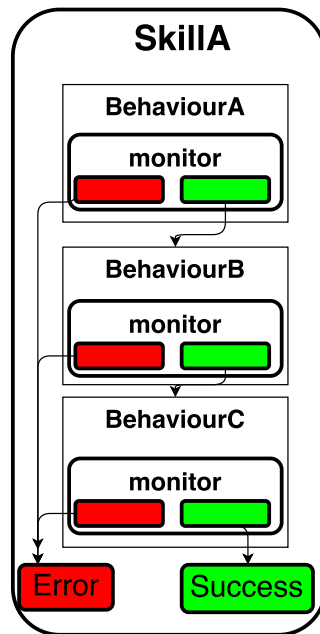 SkillA
BehaviourA
monitor
BehaviourB
monitor
BehaviourC
monitor
Error
Success